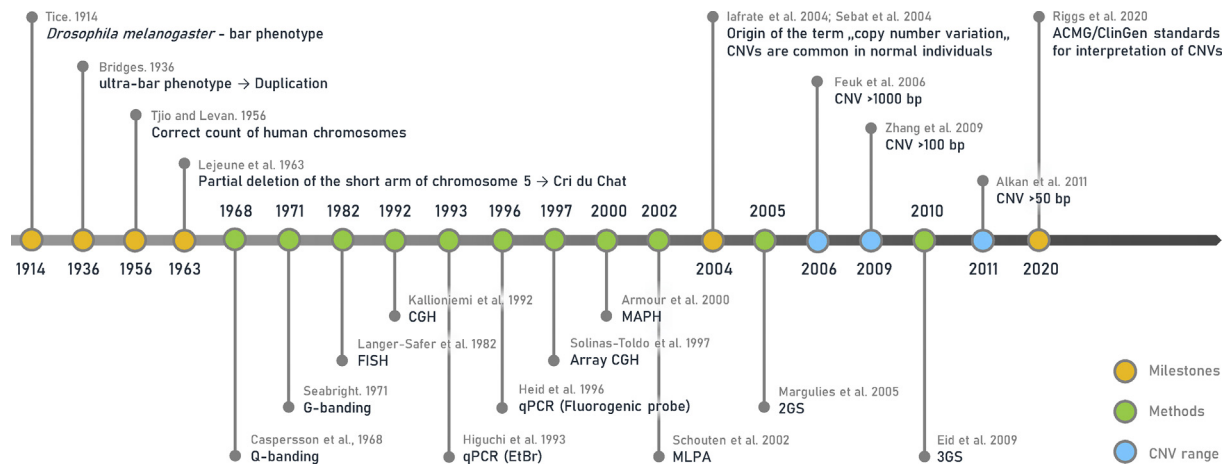 Tice. 1914
Drosophila melanogaster - bar phenotype
Bridges. 1936
ultra-bar phenotype → Duplication
Tjio and Levan. 1956
Correct count of human chromosomes
Lejeune et al. 1963
Partial deletion of the short arm of chromosome 5 → Cri du Chat
Iafrate et al. 2004; Sebat et al. 2004
Origin of the term „copy number variation„
CNVs are common in normal individuals
Feuk et al. 2006
CNV >1000 bp
Zhang et al. 2009
CNV >100 bp
Alkan et al. 2011
CNV >50 bp
Riggs et al. 2020
ACMG/ClinGen standards
for interpretation of CNVs
1968 1971 1982 1992 1993 1996 1997 2000 2002 2005 2010
1914 1936 1956 1963 2004 2006 2009 2011 2020
Kallioniemi et al. 1992
CGH
Armour et al. 2000
MAPH
Langer-Safer et al. 1982
FISH
Solinas-Toldo et al. 1997
Array CGH
Seabright. 1971
G-banding
Heid et al. 1996
qPCR (Fluorogenic probe)
Margulies et al. 2005
2GS
Caspersson et al., 1968
Q-banding
Higuchi et al. 1993
qPCR (EtBr)
Schouten et al. 2002
MLPA
Eid et al. 2009
3GS
Milestones
Methods
CNV range